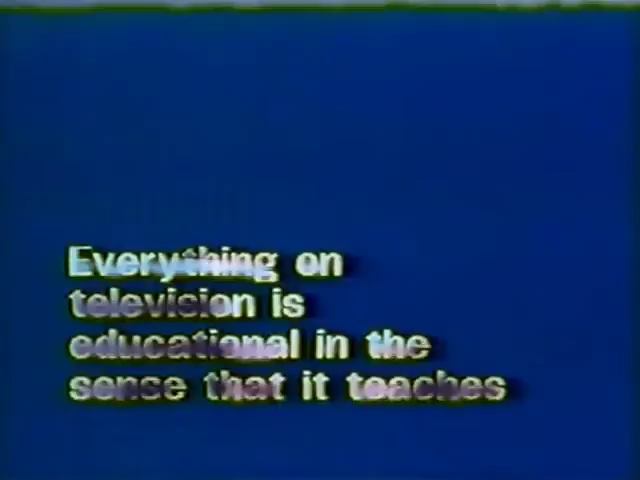 Everything on
television is
educational in the
sense that it teaches